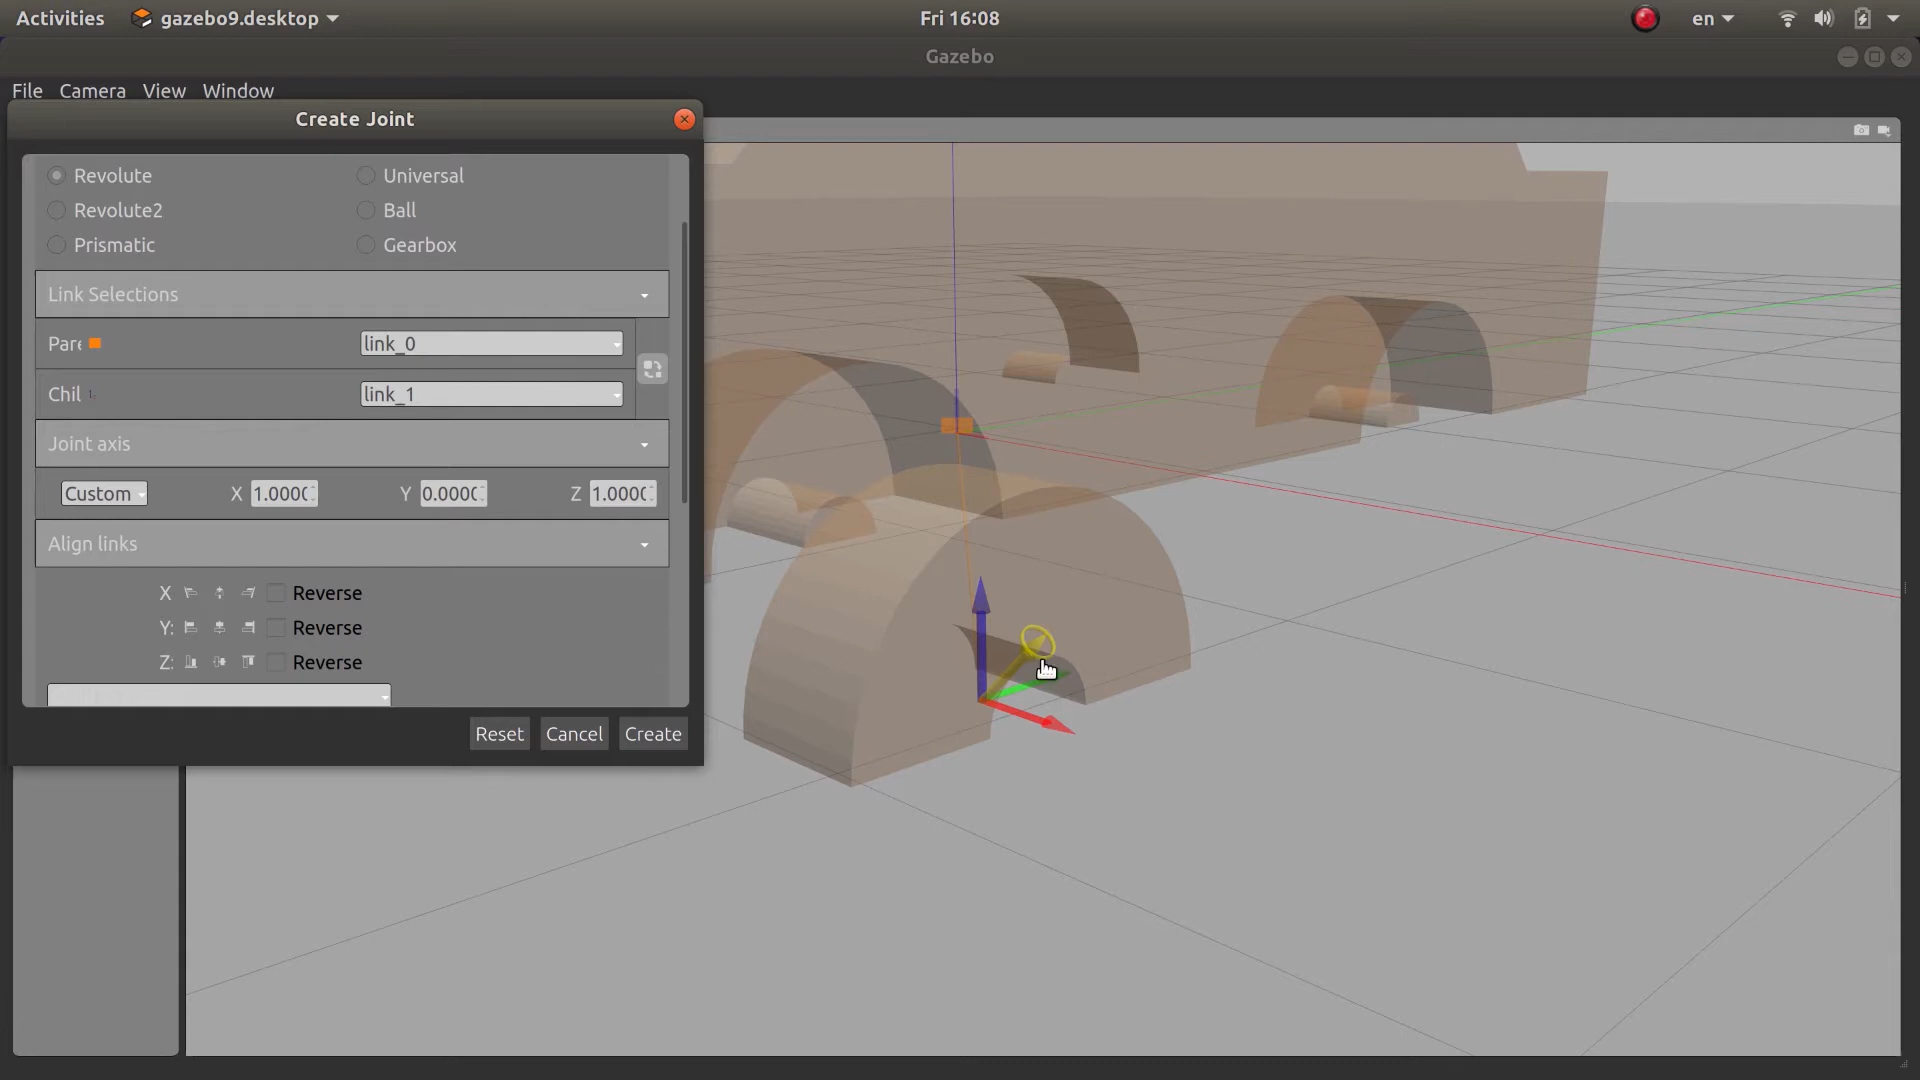 Activities gazebo9.desktop Fri 16:08 en
Gazebo
File Camera View Window
Create Joint
Revolute Universal
Revolute2 Ball
Prismatic Gearbox
Link Selections
Pare link_0
Chil link_1
Joint axis
Custom X 1.000 Y 0.000 Z 1.000
Align links
X Reverse
Y: Reverse
Z: Reverse
Reset Cancel Create